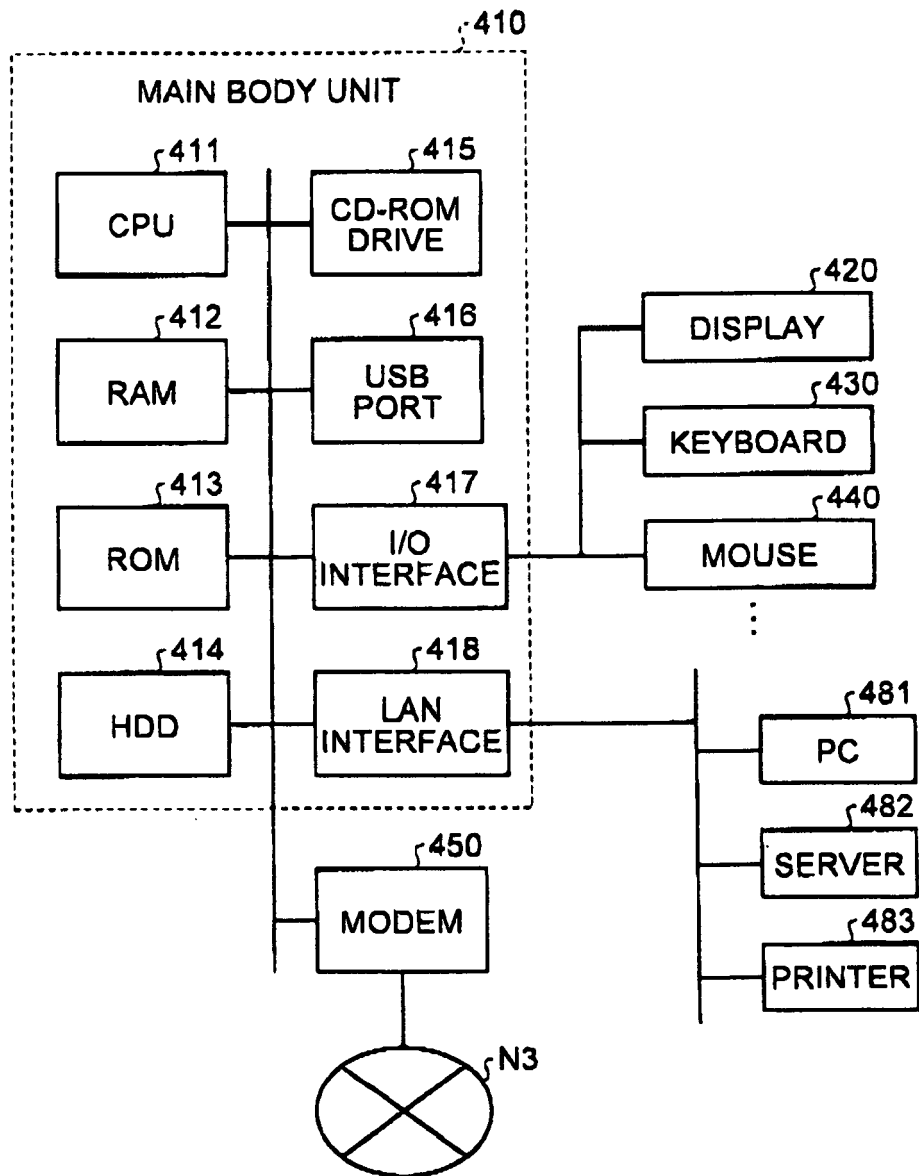 410
MAIN BODY UNIT
411
CPU
415
CD-ROM
DRIVE
412
RAM
416
USB
PORT
413
ROM
417
I/O
INTERFACE
414
HDD
418
LAN
INTERFACE
420
DISPLAY
430
KEYBOARD
440
MOUSE
481
PC
482
SERVER
483
PRINTER
450
MODEM
N3